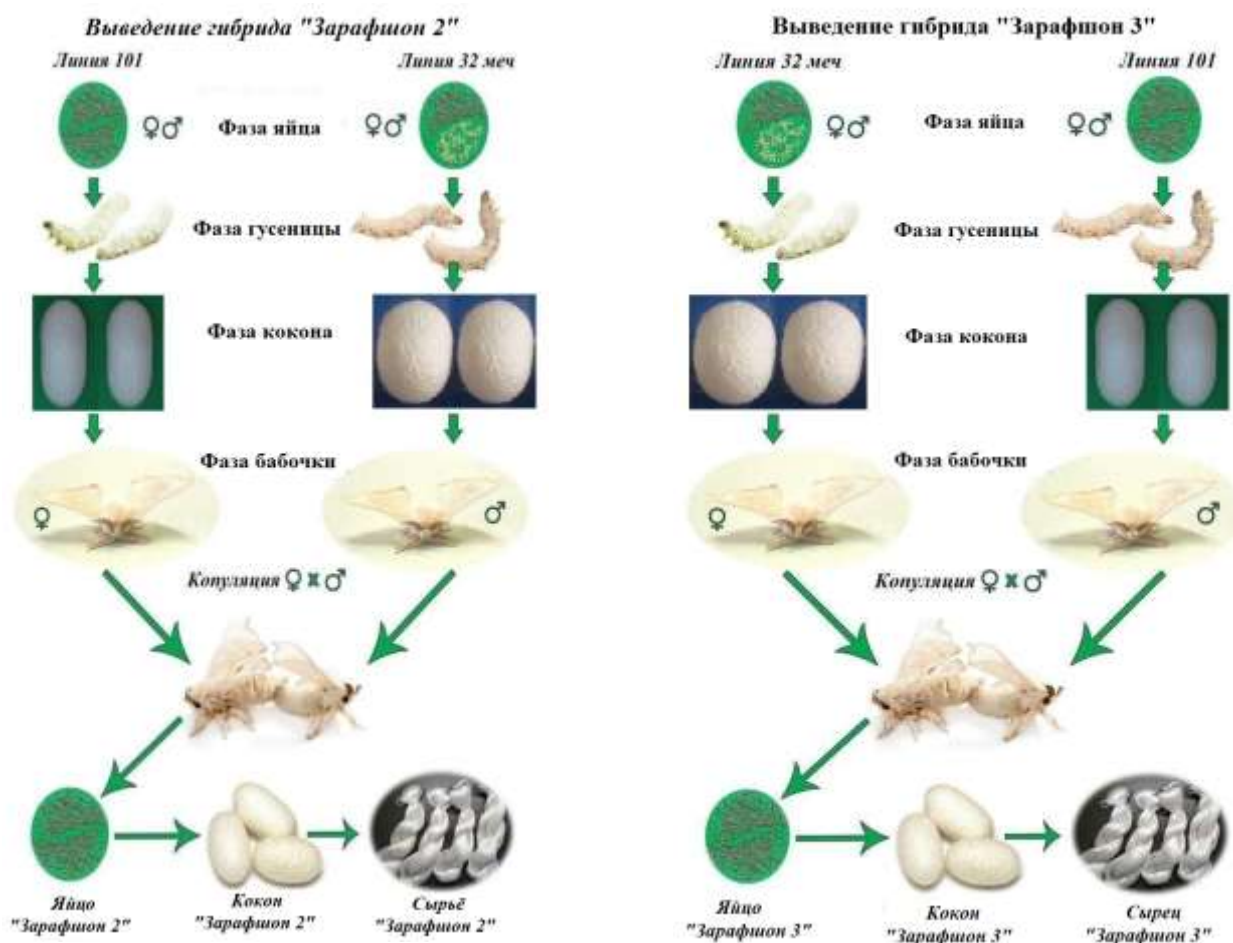 Выведение гибрида "Зарафшон 2"
Линия 101
Линия 32 меч
♀♂
Фаза яйца
♀♂
Фаза гусеницы
Фаза кокона
Фаза бабочки
♀
♂
Копуляция ♀ x ♂
Яйцо
"Зарафшон 2"
Кокон
"Зарафшон 2"
Сырьё
"Зарафшон 2"
Выведение гибрида "Зарафшон 3"
Линия 32 меч
Линия 101
♀♂
Фаза яйца
♀♂
Фаза гусеницы
Фаза кокона
Фаза бабочки
♀
♂
Копуляция ♀ x ♂
Яйцо
"Зарафшон 3"
Кокон
"Зарафшон 3"
Сырец
"Зарафшон 3"